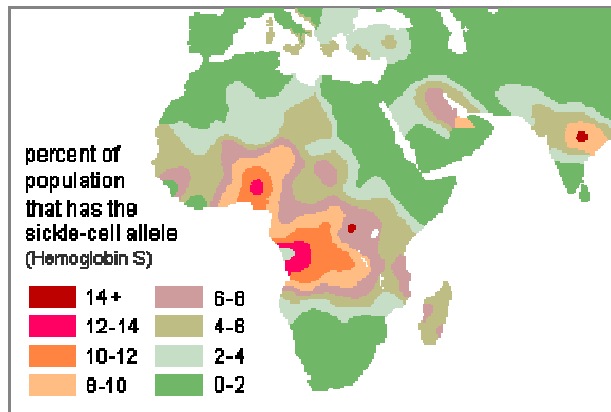 percent of
population
that has the
sickle-cell allele
(Hemoglobin S)
14+
12-14
10-12
8-10
6-8
4-6
2-4
0-2